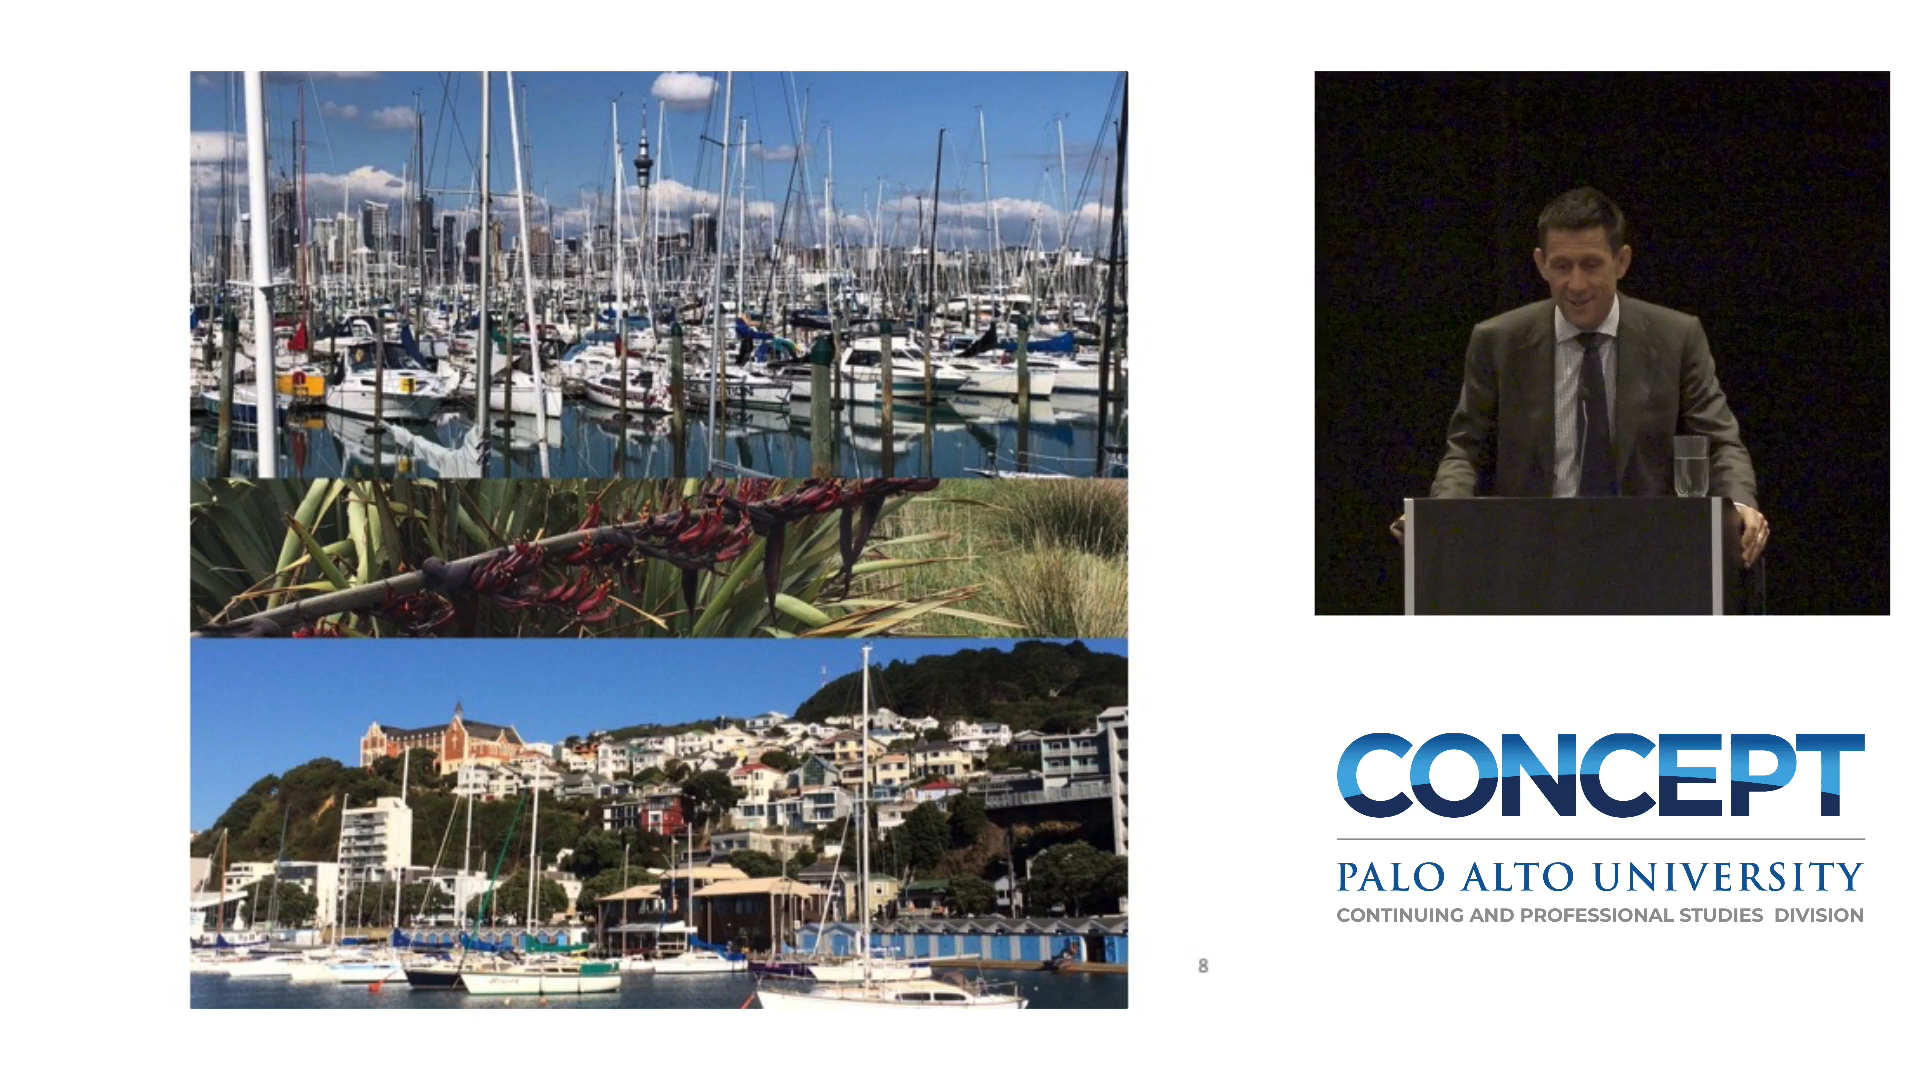 8
CONCEPT
PALO ALTO UNIVERSITY
CONTINUING AND PROFESSIONAL STUDIES DIVISION